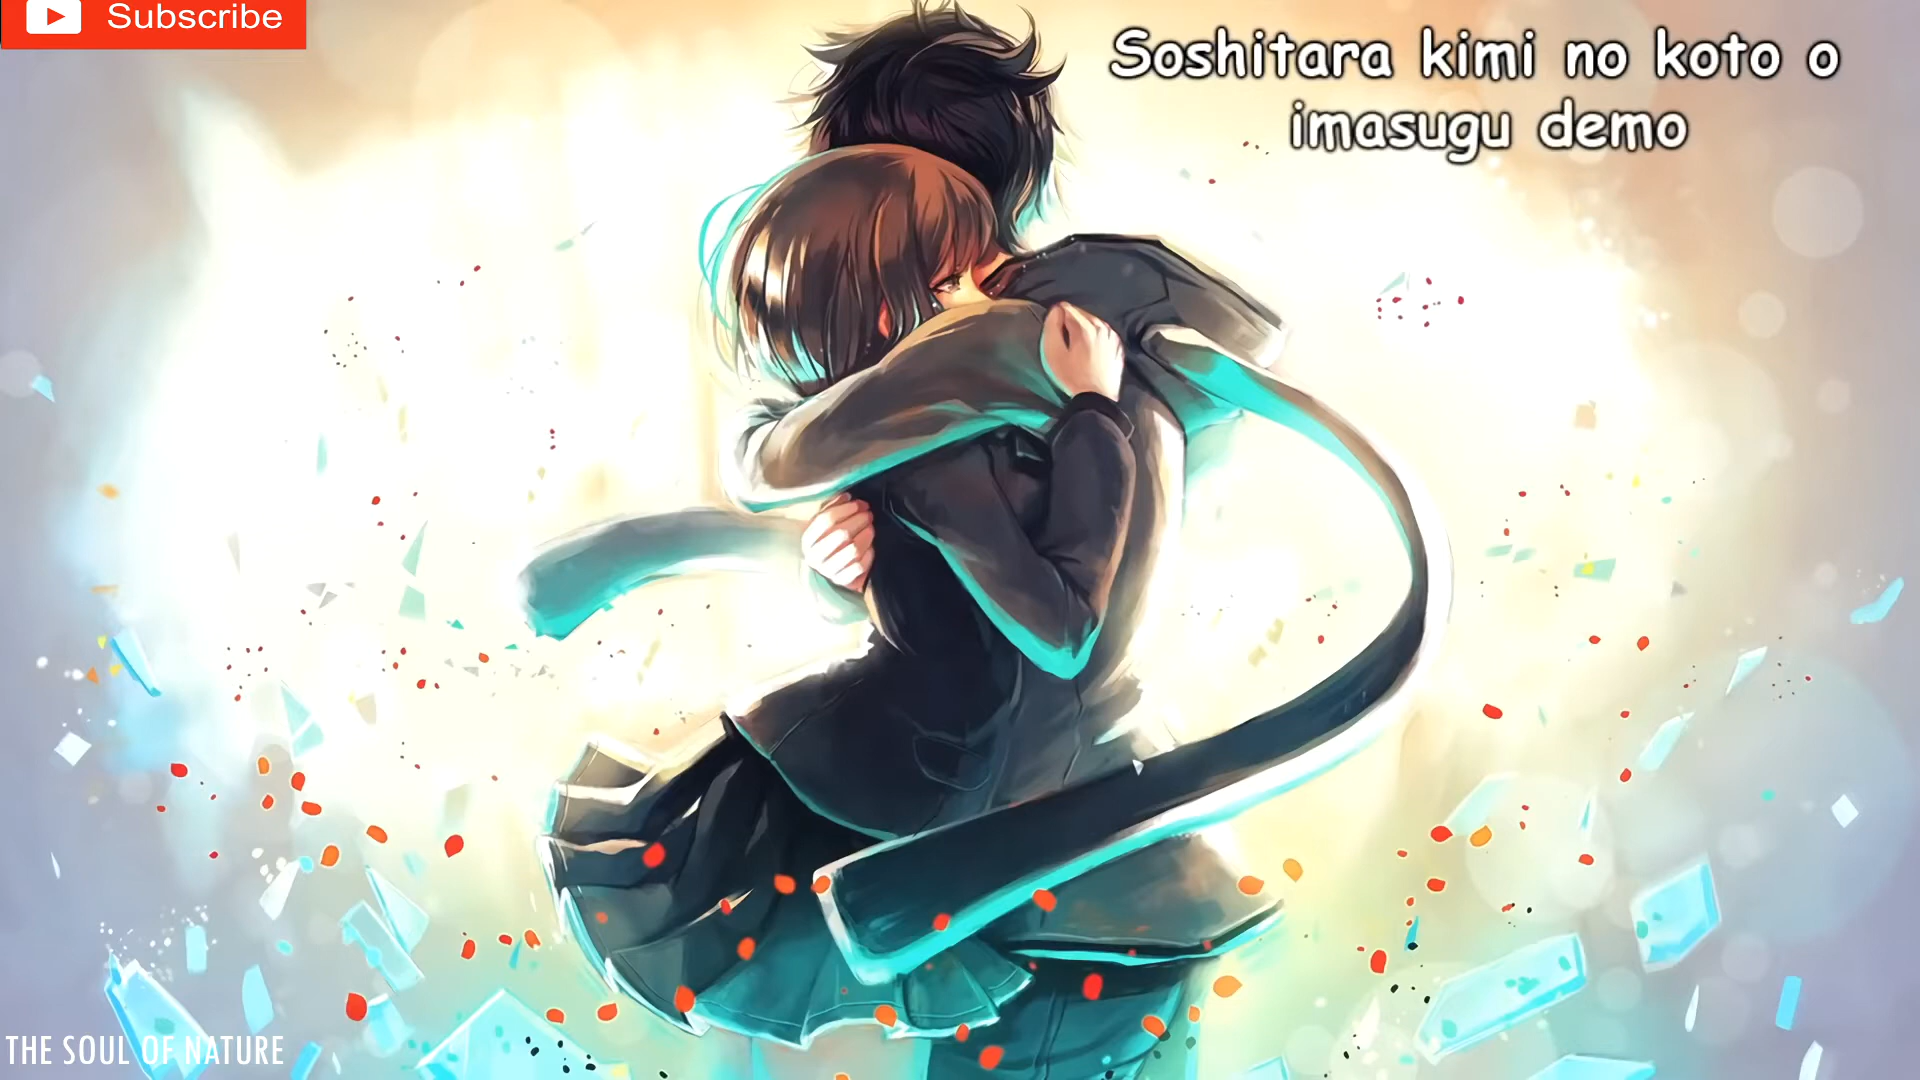 Subscribe
Soshitara kimi no koto o
imasugu demo
THE SOUL OF NATURE